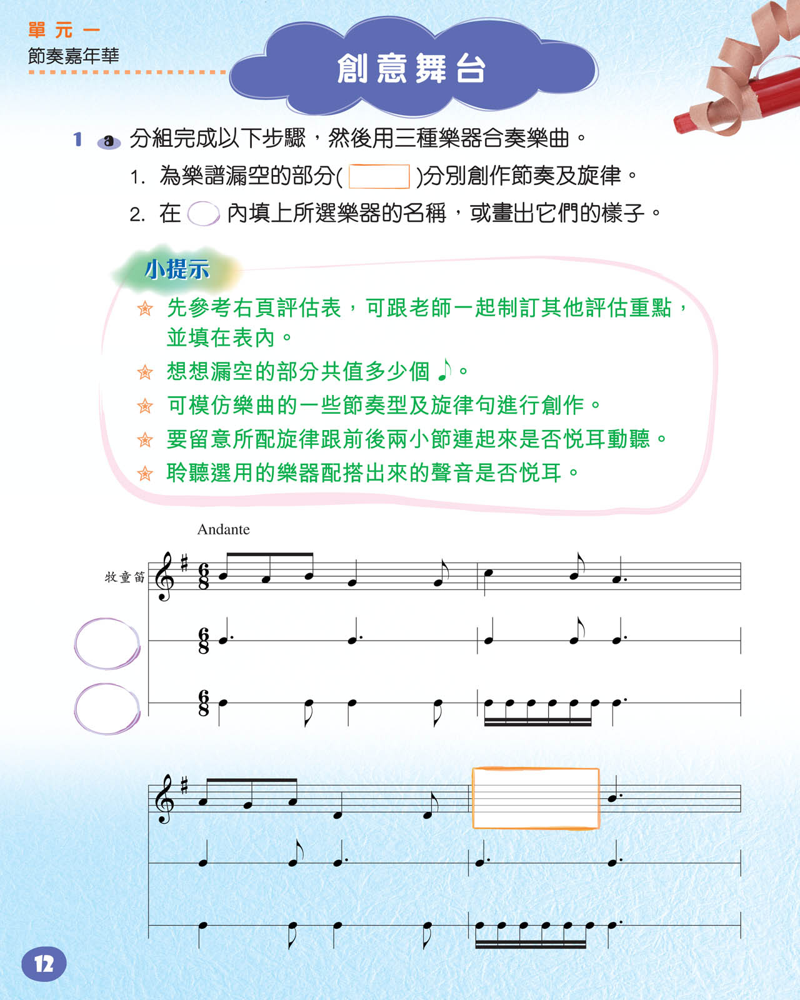 單元一
節奏嘉年華
創意舞台
1 a 分組完成以下步驟，然後用三種樂器合奏樂曲。
1. 為樂譜漏空的部分( )分別創作節奏及旋律。
2. 在 內填上所選樂器的名稱，或畫出它們的樣子。
小提示
先參考右頁評估表，可跟老師一起制訂其他評估重點，
並填在表內。
想想漏空的部分共值多少個♪。
可模仿樂曲的一些節奏型及旋律句進行創作。
要留意所配旋律跟前後兩小節連起來是否悅耳動聽。
聆聽選用的樂器配搭出來的聲音是否悅耳。
Andante
牧童笛
6 8
6 8
6 8
12